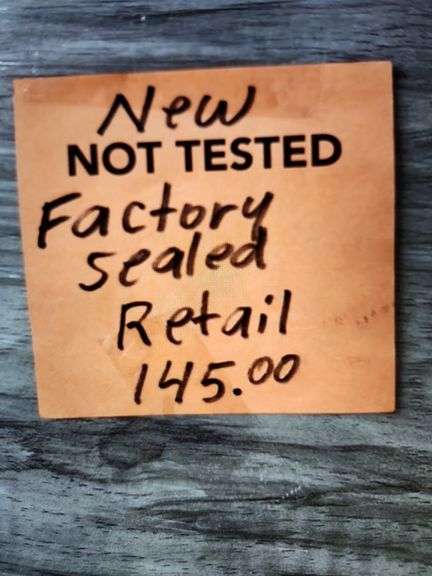 New
NOT TESTED
Factory
sealed
Retail
145.00